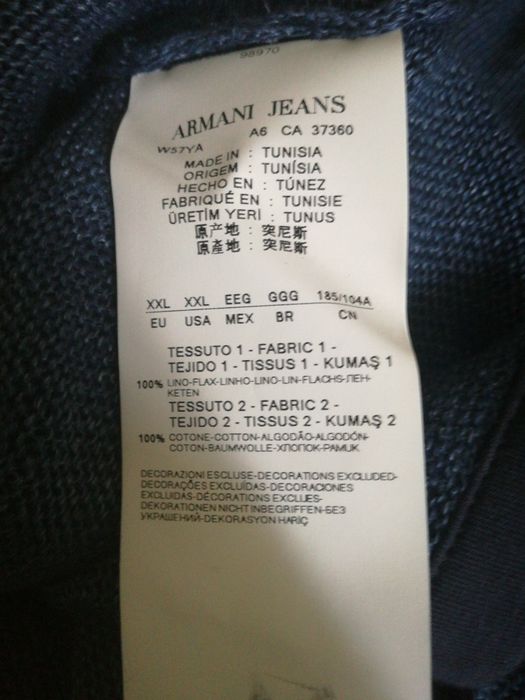 98970
ARMANI JEANS
A6 CA 37360
W57YA
MADE IN : TUNISIA
ORIGEM : TUNÍSIA
HECHO EN : TÚNEZ
FABRIQUÉ EN : TUNISIE
ÜRETİM YERİ : TUNUS
原产地 : 突尼斯
原產地 : 突尼斯
XXL XXL EEG GGG 185/104A
EU USA MEX BR CN
TESSUTO 1 - FABRIC 1 -
TEJIDO 1 - TISSUS 1 - KUMAŞ 1
100% LINO-FLAX-LINHO-LINO-LIN-FLACHS-ЛЕН-
KETEN
TESSUTO 2 - FABRIC 2 -
TEJIDO 2 - TISSUS 2 - KUMAŞ 2
100% COTONE-COTTON-ALGODÃO-ALGODÓN-
COTON-BAUMWOLLE-ХЛОПОК-PAMUK
DECORAZIONI ESCLUSE-DECORATIONS EXCLUDED-
DECORAÇÕES EXCLUÍDAS-DECORACIONES
EXCLUIDAS-DÉCORATIONS EXCLUES-
DEKORATIONEN NICHT INBEGRIFFEN-БЕЗ
УКРАШЕНИЙ-DEKORASYON HARIÇ